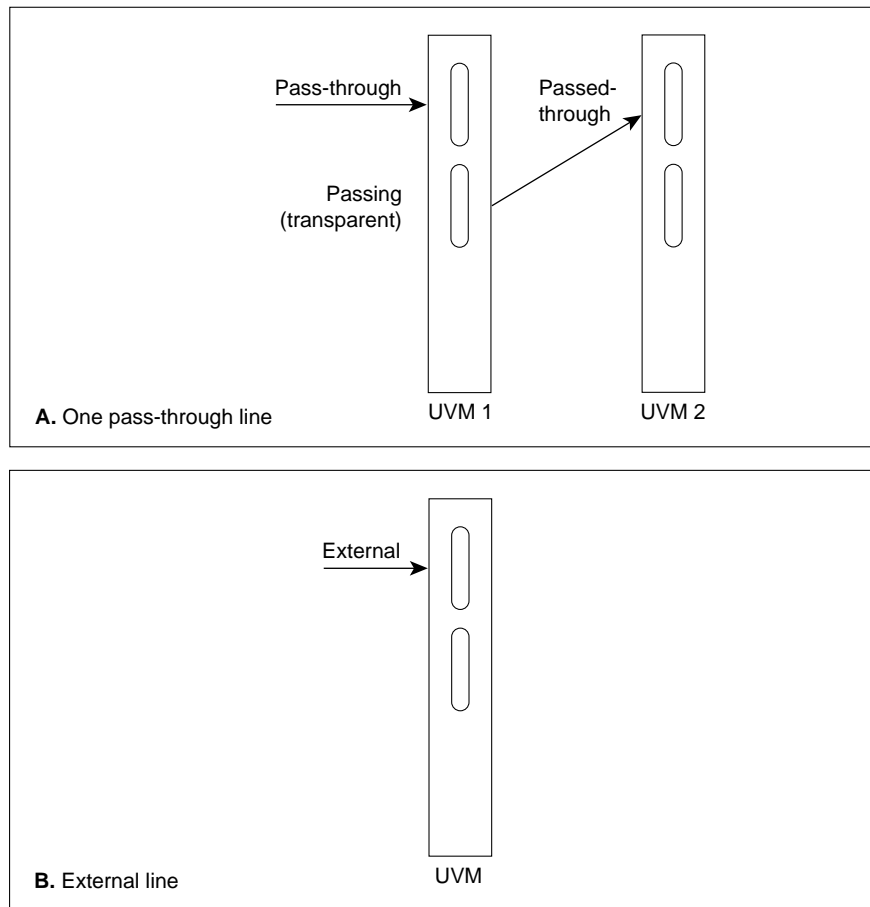 Pass-through
Passed-
through
Passing
(transparent)
A. One pass-through line
UVM 1
UVM 2
External
B. External line
UVM